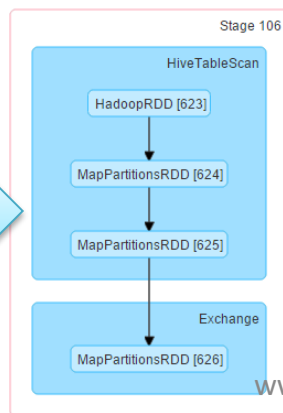 Stage 106
HiveTableScan
HadoopRDD [623]
MapPartitionsRDD [624]
MapPartitionsRDD [625]
Exchange
MapPartitionsRDD [626]